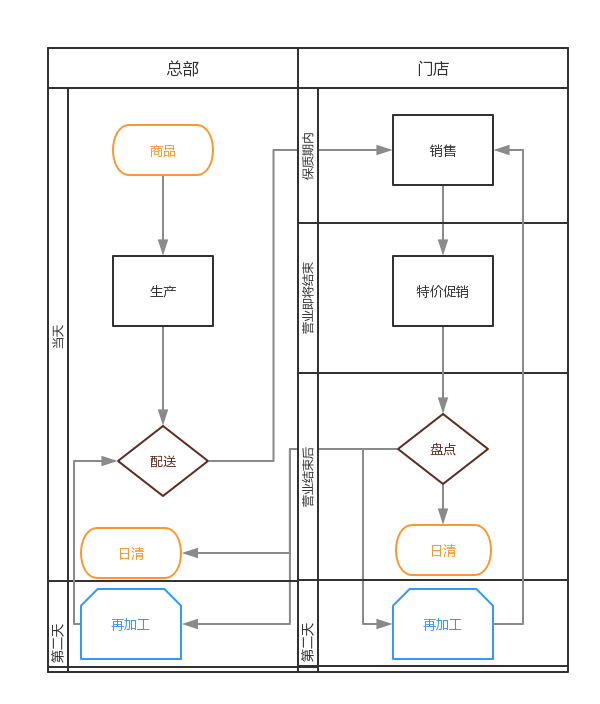 总部
门店
当天
商品
生产
配送
日清
第二天
再加工
保质期内
销售
营业即将结束
特价促销
营业结束后
盘点
日清
第二天
再加工